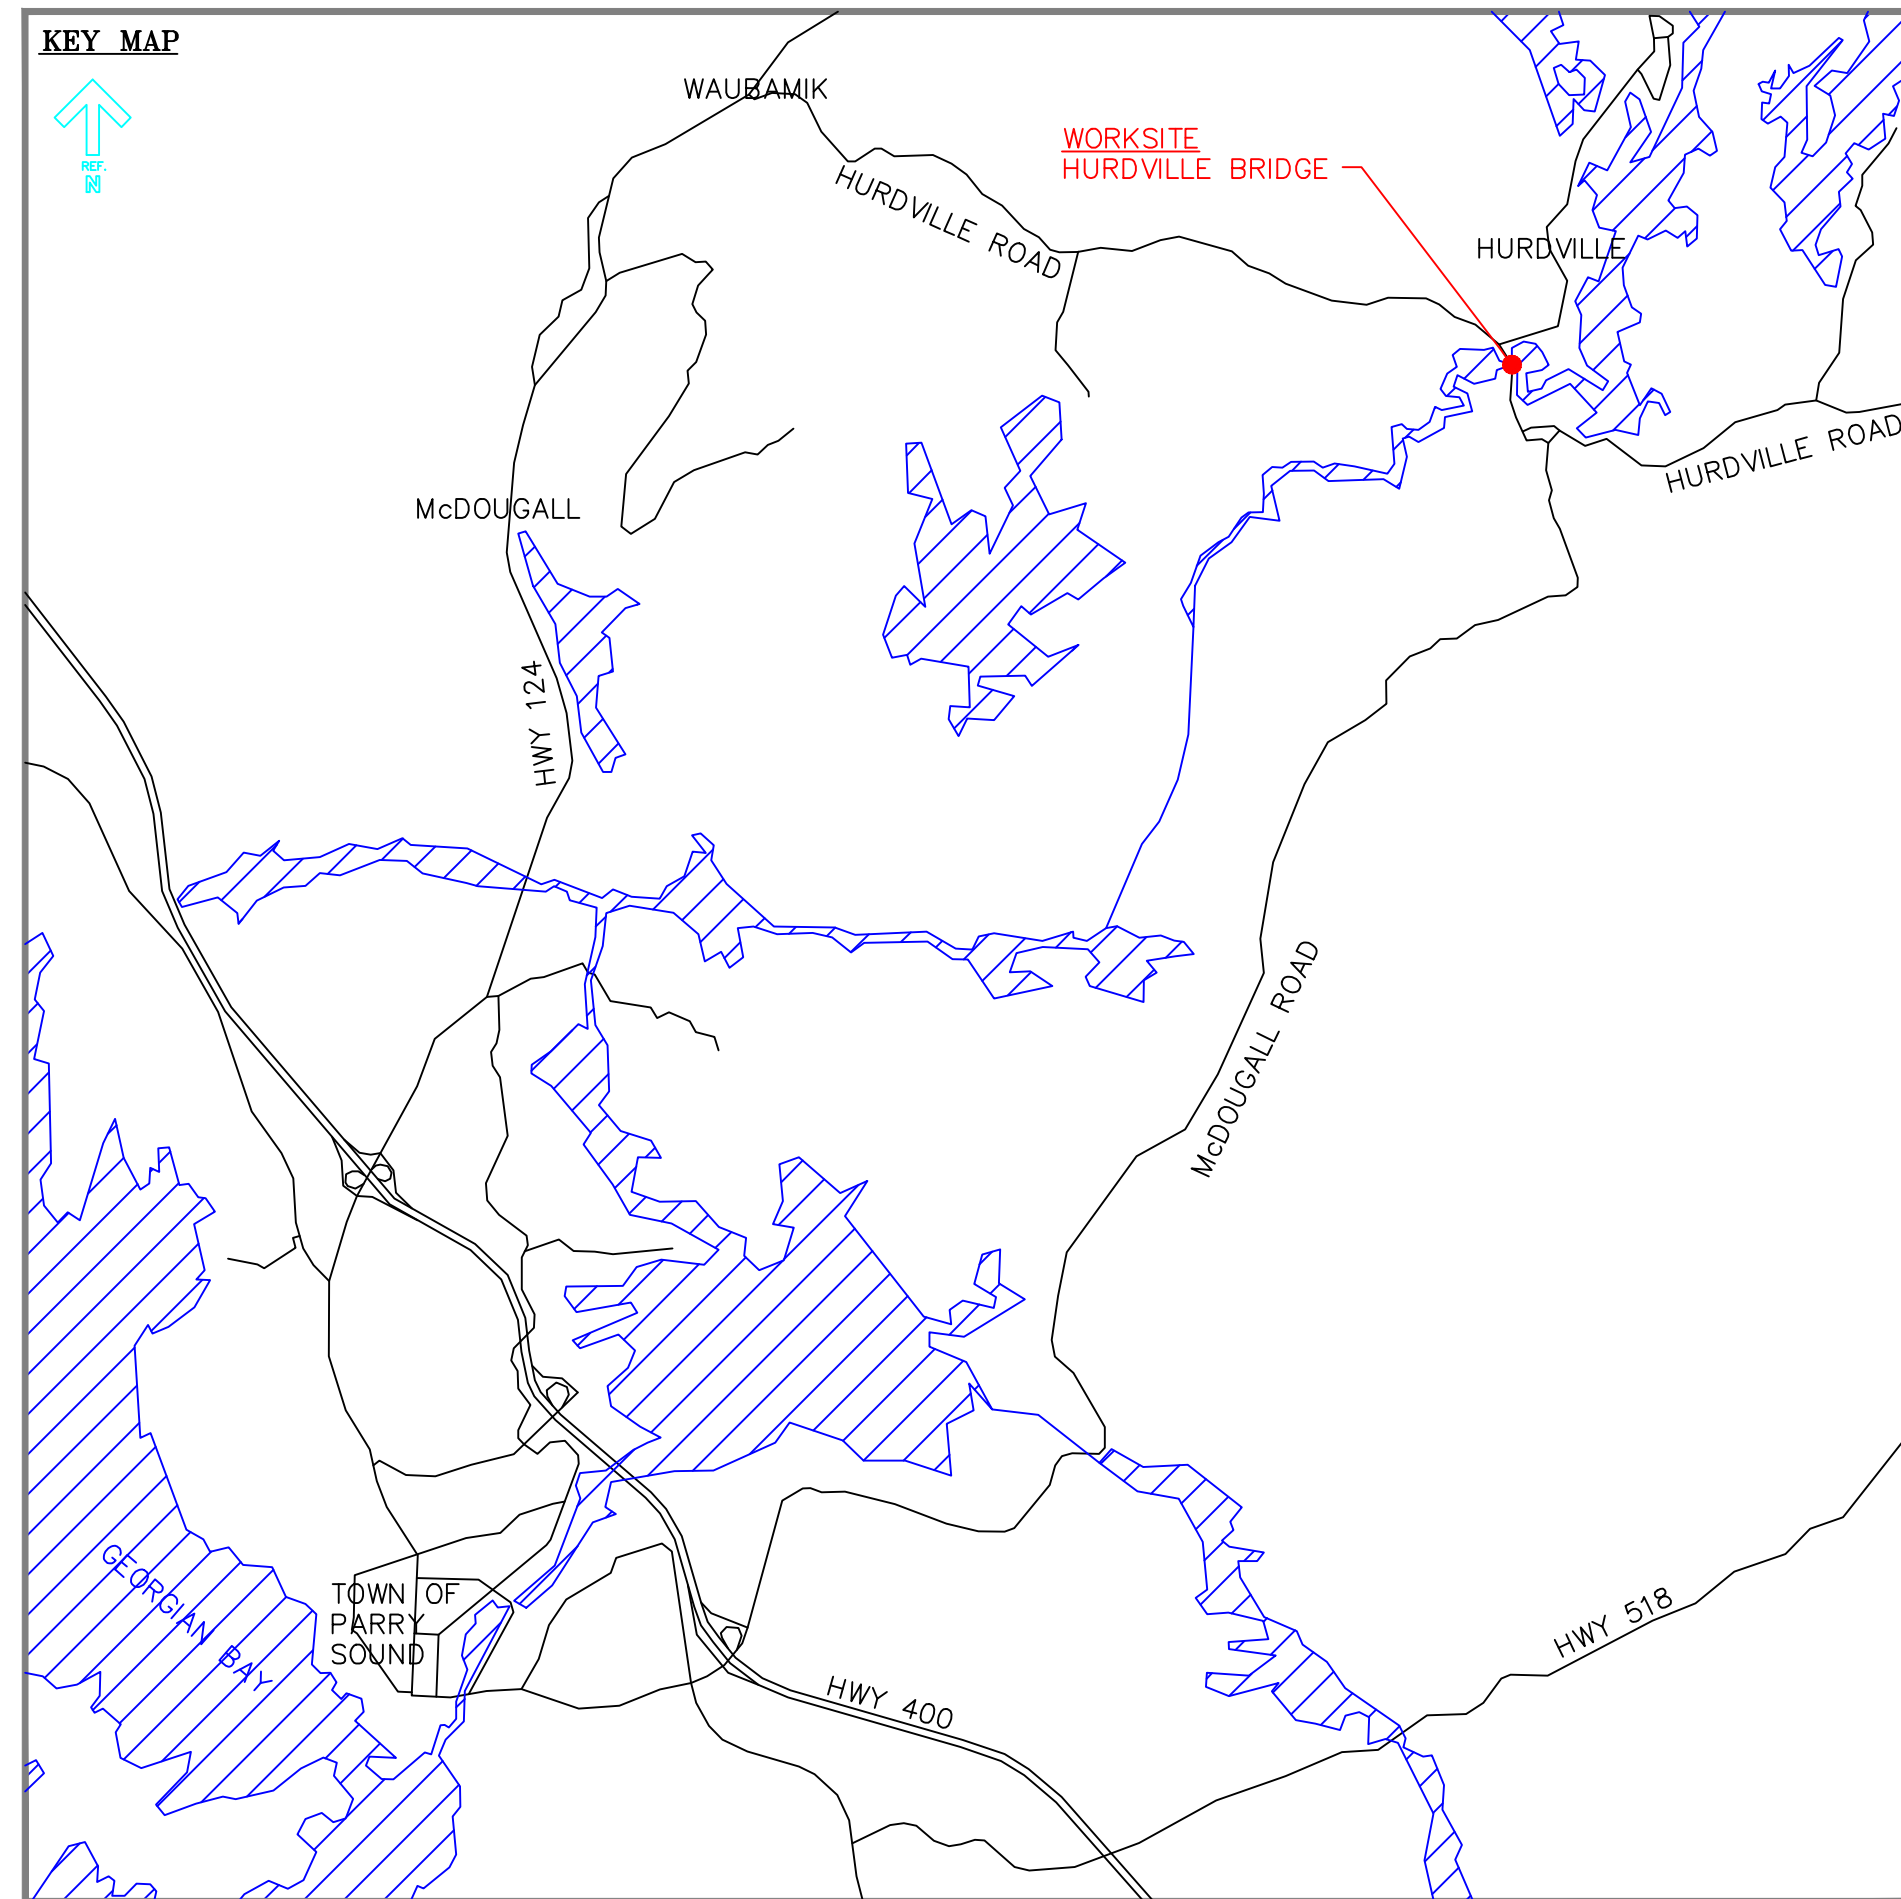 KEY MAP
REF.
N
WAUBAMIK
WORKSITE
HURDVILLE BRIDGE
HURDVILLE ROAD
HURDVILLE
HURDVILLE ROAD
McDOUGALL
HWY 124
McDOUGALL ROAD
GEORGIAN BAY
TOWN OF
PARRY
SOUND
HWY 400
HWY 518